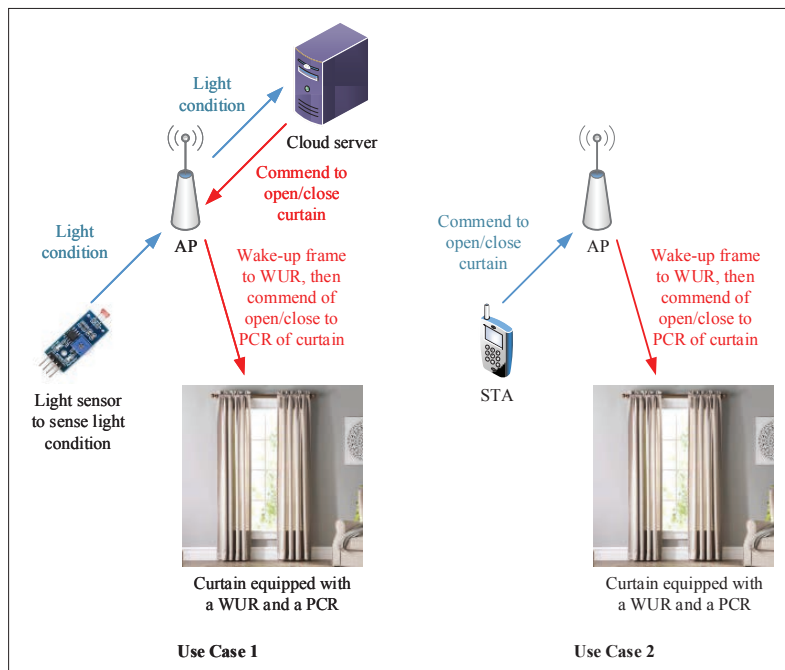 Light
condition
Cloud server
Commend to
open/close
curtain
Light
condition
AP
Wake-up frame
to WUR, then
commend of
open/close to
PCR of curtain
Light sensor
to sense light
condition
Curtain equipped with
a WUR and a PCR
Use Case 1
Commend to
open/close
curtain
AP
Wake-up frame
to WUR, then
commend of
open/close to
PCR of curtain
STA
Curtain equipped with
a WUR and a PCR
Use Case 2